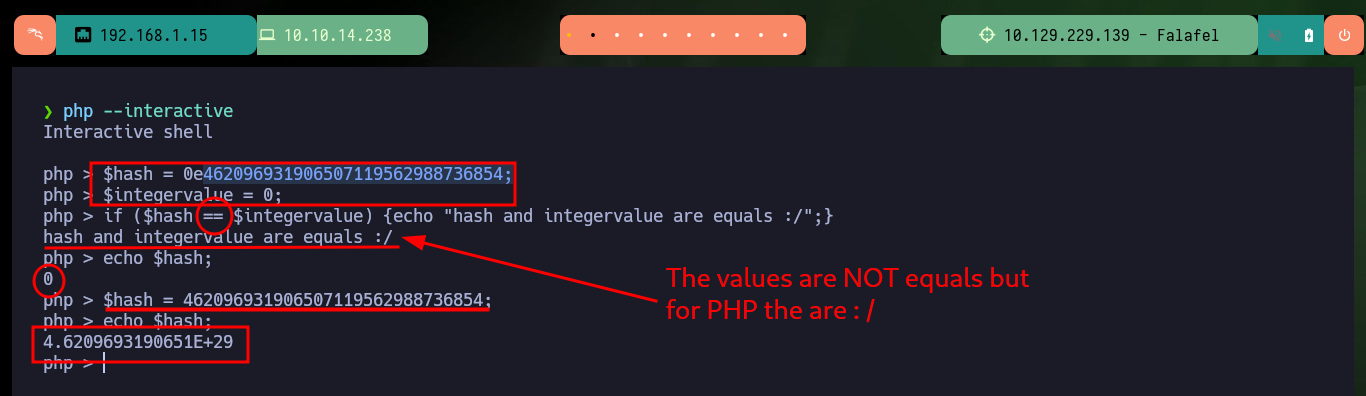 192.168.1.15 10.10.14.238 10.129.229.139 - Falafel
❯ php --interactive
Interactive shell
php > $hash = 0e462096931906507119562988736854;
php > $integervalue = 0;
php > if ($hash == $integervalue) {echo "hash and integervalue are equals :/";}
hash and integervalue are equals :/
php > echo $hash;
0
php > $hash = 462096931906507119562988736854;
php > echo $hash;
4.6209693190651E+29
php >
The values are NOT equals but
for PHP the are : /